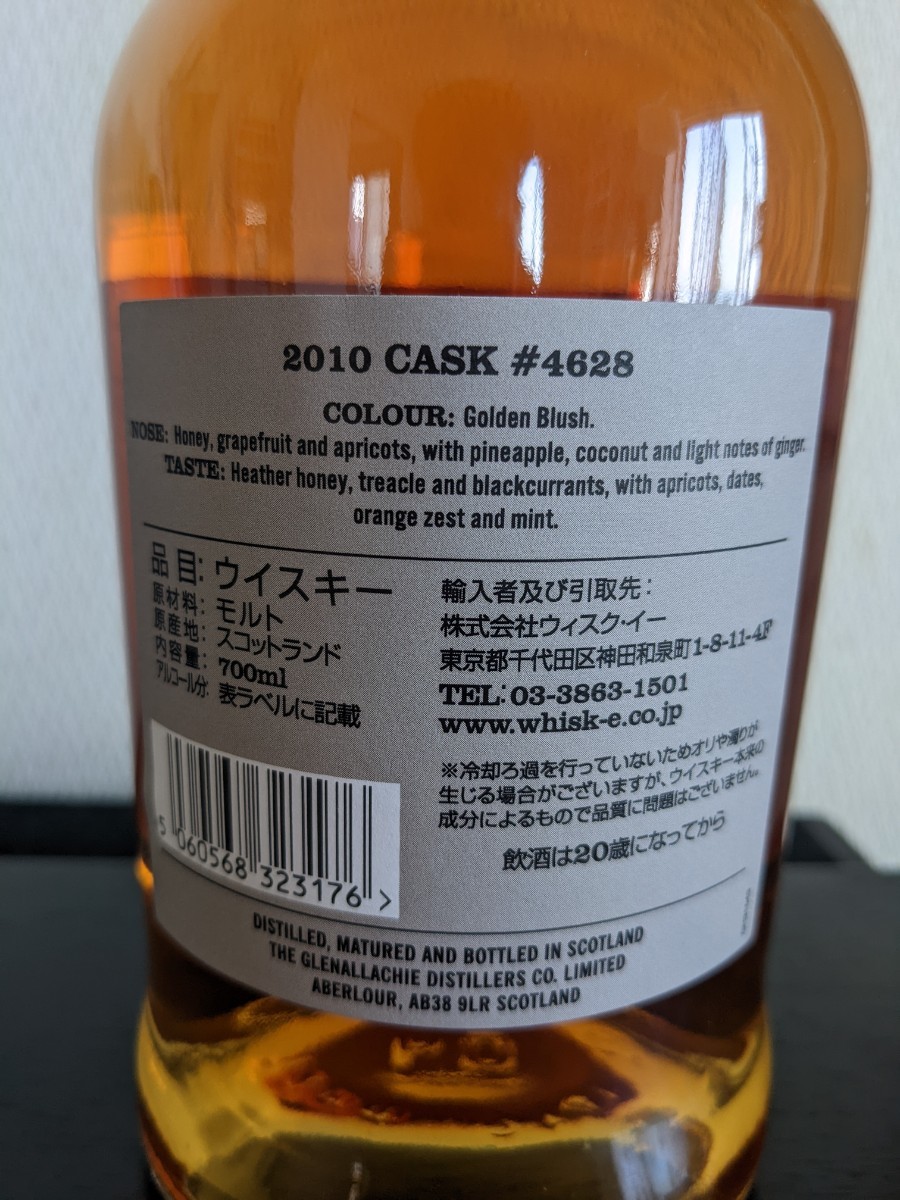 2010 CASK #4628
COLOUR: Golden Blush.
NOSE: Honey, grapefruit and apricots, with pineapple, coconut and light notes of ginger.
TASTE: Heather honey, treacle and blackcurrants, with apricots, dates,
orange zest and mint.
品目: ウイスキー
原材料: モルト
原産地: スコットランド
内容量: 700ml
アルコール分: 表ラベルに記載
輸入者及び引取先:
株式会社ウィスク・イー
東京都千代田区神田和泉町1-8-11-4F
TEL: 03-3863-1501
www.whisk-e.co.jp
※冷却ろ過を行っていないためオリや濁りが
生じる場合がございますが、ウイスキー本来の
成分によるもので品質に問題はございません。
飲酒は20歳になってから
5 060568 323176 >
DISTILLED, MATURED AND BOTTLED IN SCOTLAND
THE GLENALLACHIE DISTILLERS CO. LIMITED
ABERLOUR, AB38 9LR SCOTLAND